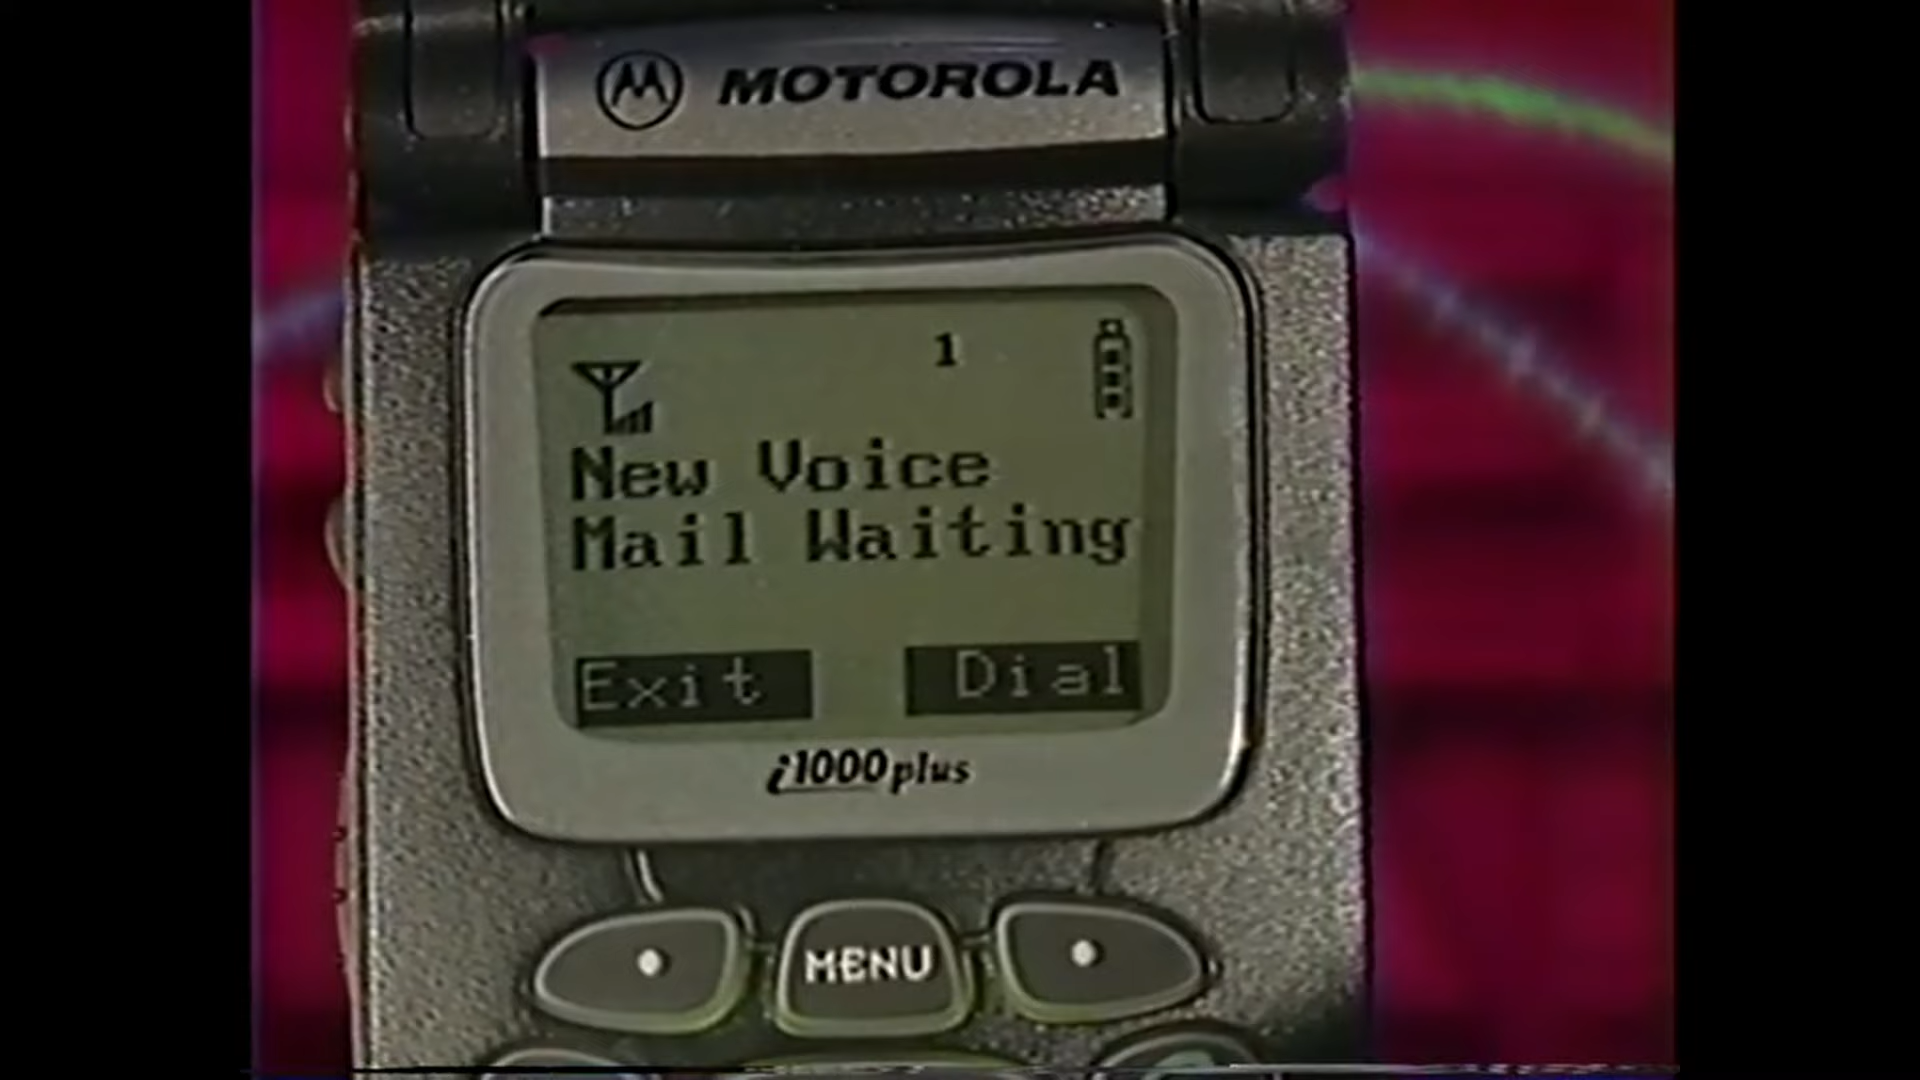 MOTOROLA
1
New Voice
Mail Waiting
Exit Dial
i1000plus
MENU